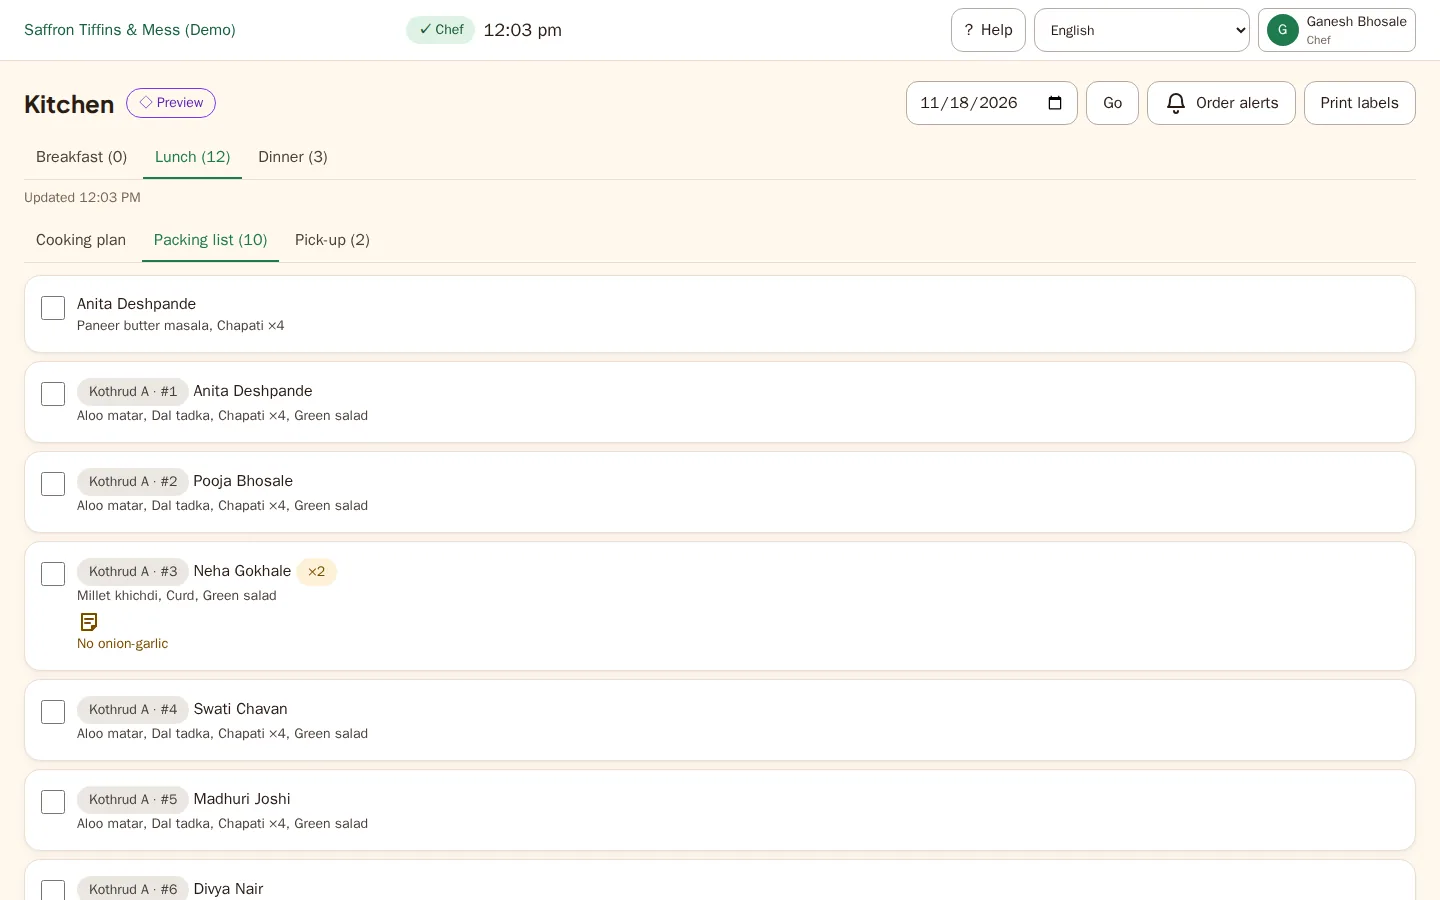 Saffron Tiffins & Mess (Demo)
✓ Chef
12:03 pm
? Help
English
G
Ganesh Bhosale
Chef
Kitchen
◇ Preview
11/18/2026
Go
Order alerts
Print labels
Breakfast (0)
Lunch (12)
Dinner (3)
Updated 12:03 PM
Cooking plan
Packing list (10)
Pick-up (2)
Anita Deshpande
Paneer butter masala, Chapati ×4
Kothrud A · #1 Anita Deshpande
Aloo matar, Dal tadka, Chapati ×4, Green salad
Kothrud A · #2 Pooja Bhosale
Aloo matar, Dal tadka, Chapati ×4, Green salad
Kothrud A · #3 Neha Gokhale ×2
Millet khichdi, Curd, Green salad
No onion-garlic
Kothrud A · #4 Swati Chavan
Aloo matar, Dal tadka, Chapati ×4, Green salad
Kothrud A · #5 Madhuri Joshi
Aloo matar, Dal tadka, Chapati ×4, Green salad
Kothrud A · #6 Divya Nair